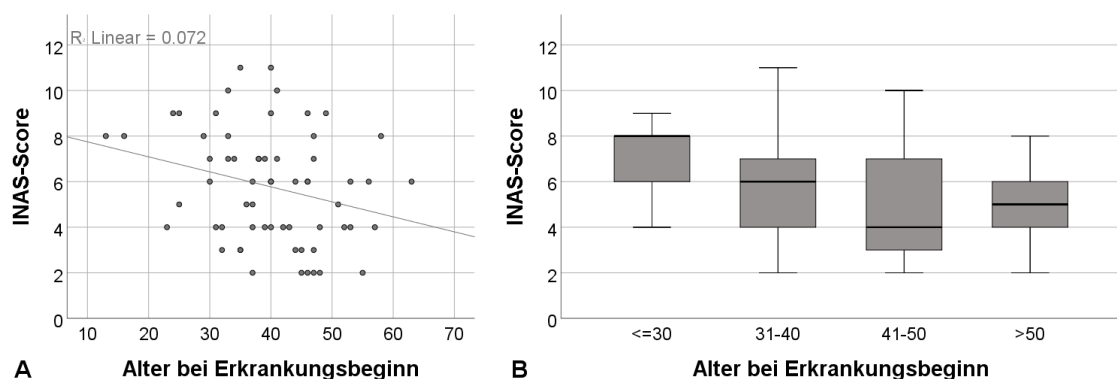 R² Linear = 0.072
INAS-Score
12
10
8
6
4
2
0
10 20 30 40 50 60 70
A Alter bei Erkrankungsbeginn
INAS-Score
12
10
8
6
4
2
0
<=30 31-40 41-50 >50
B Alter bei Erkrankungsbeginn